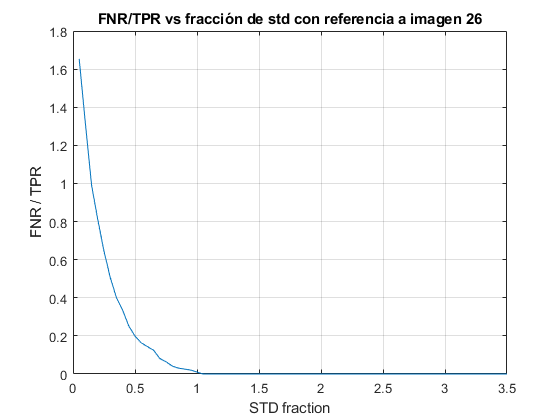 FNR/TPR vs fracción de std con referencia a imagen 26
1.8
1.6
1.4
1.2
1
0.8
0.6
0.4
0.2
0
FNR / TPR
0 0.5 1 1.5 2 2.5 3 3.5
STD fraction